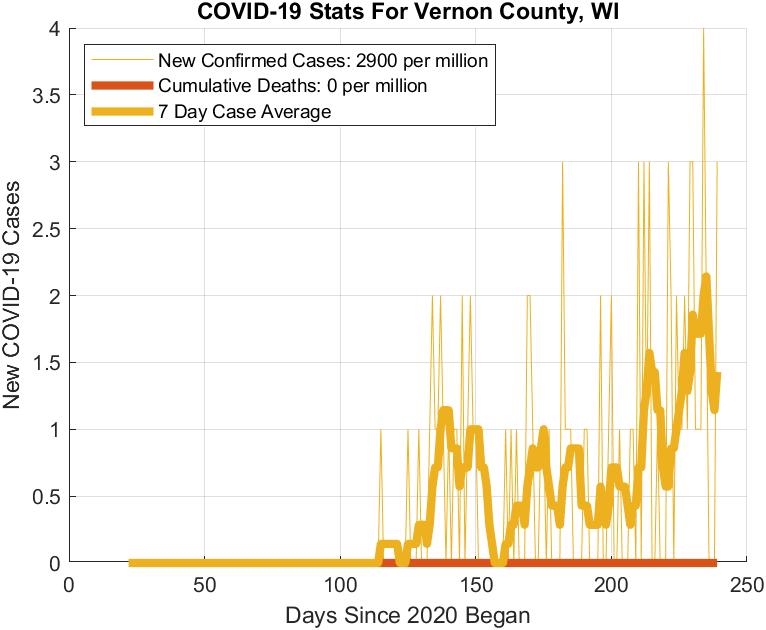 COVID-19 Stats For Vernon County, WI
New Confirmed Cases: 2900 per million
Cumulative Deaths: 0 per million
7 Day Case Average
New COVID-19 Cases
4
3.5
3
2.5
2
1.5
1
0.5
0
0 50 100 150 200 250
Days Since 2020 Began